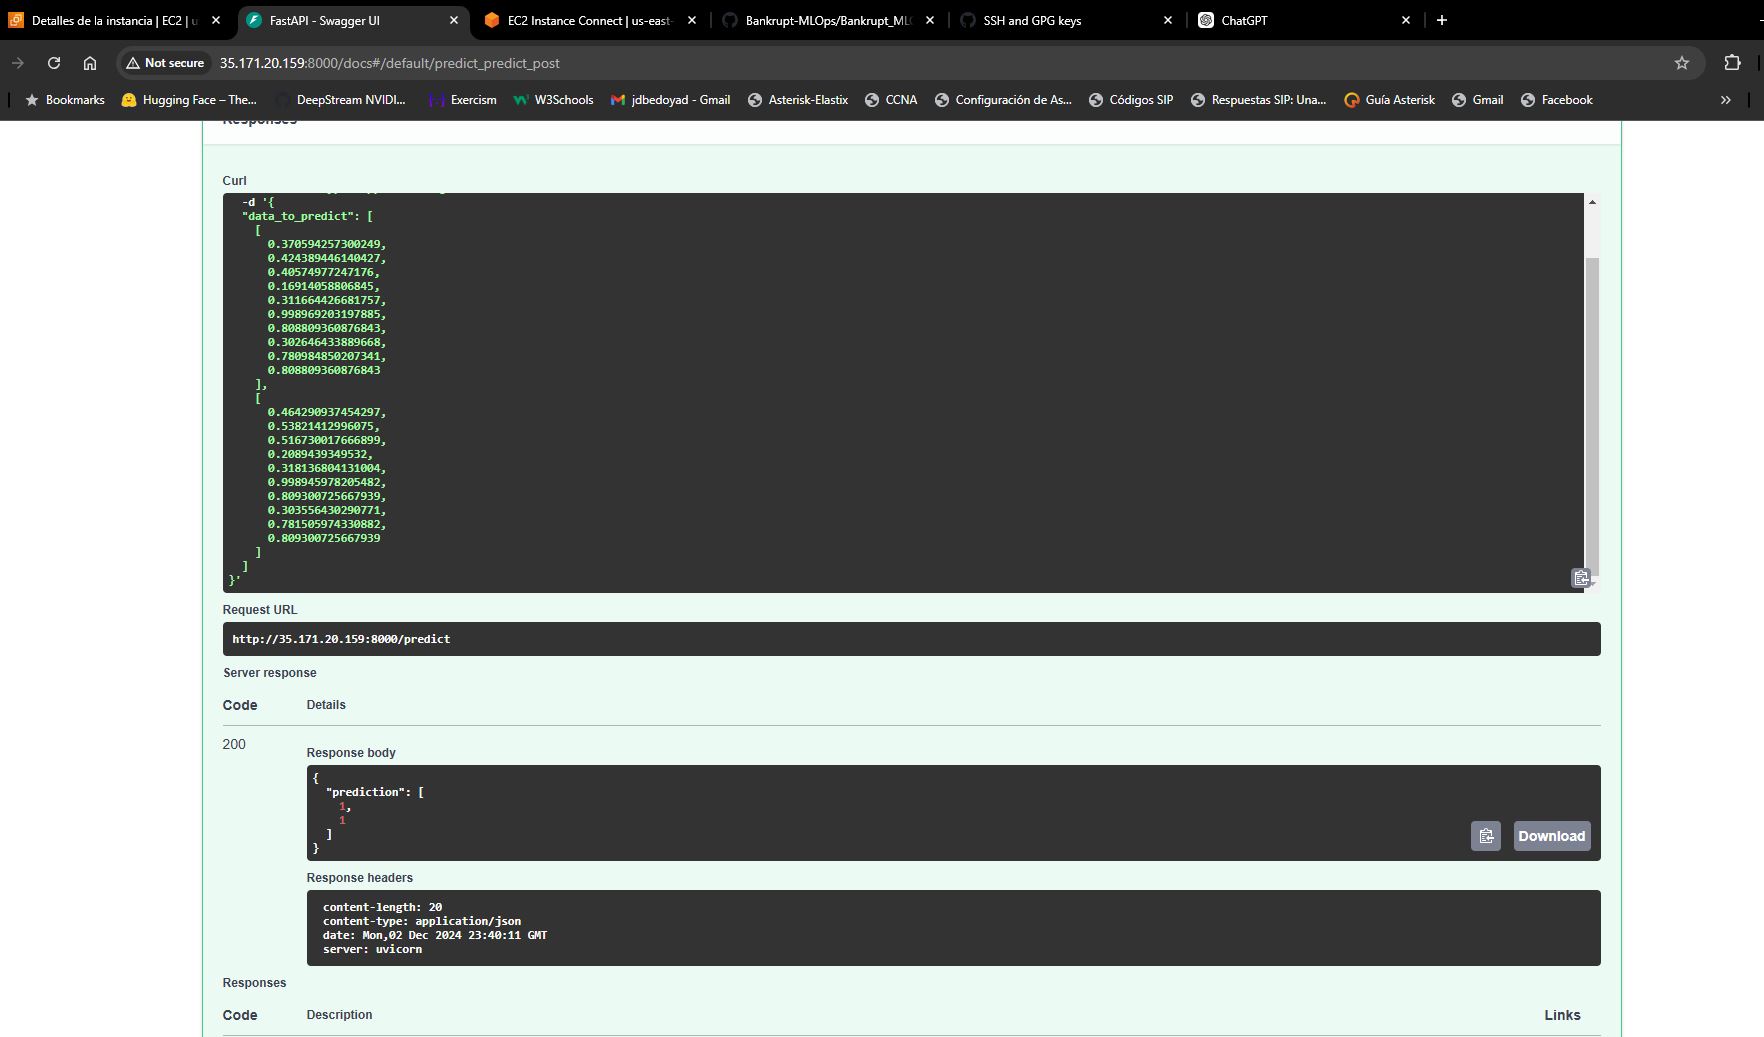 Detalles de la instancia | EC2 | u
FastAPI - Swagger UI
EC2 Instance Connect | us-east-
Bankrupt-MLOps/Bankrupt_MLO
SSH and GPG keys
ChatGPT
Not secure
35.171.20.159:8000/docs#/default/predict_predict_post
Bookmarks
Hugging Face – The...
DeepStream NVIDI...
Exercism
W3Schools
jdbedoyad - Gmail
Asterisk-Elastix
CCNA
Configuración de As...
Códigos SIP
Respuestas SIP: Una...
Guía Asterisk
Gmail
Facebook
»
Responses
Curl
-d '{
"data_to_predict": [
[
0.370594257300249,
0.424389446140427,
0.40574977247176,
0.16914058806845,
0.311664426681757,
0.998969203197885,
0.808809360876843,
0.302646433889668,
0.780984850207341,
0.808809360876843
],
[
0.464290937454297,
0.53821412996075,
0.516730017666899,
0.2089439349532,
0.318136804131004,
0.998945978205482,
0.809300725667939,
0.303556430290771,
0.781505974330882,
0.809300725667939
]
]
}'
Request URL
http://35.171.20.159:8000/predict
Server response
Code Details
200
Response body
{
"prediction": [
1,
1
]
}
Download
Response headers
content-length: 20
content-type: application/json
date: Mon,02 Dec 2024 23:40:11 GMT
server: uvicorn
Responses
Code Description Links